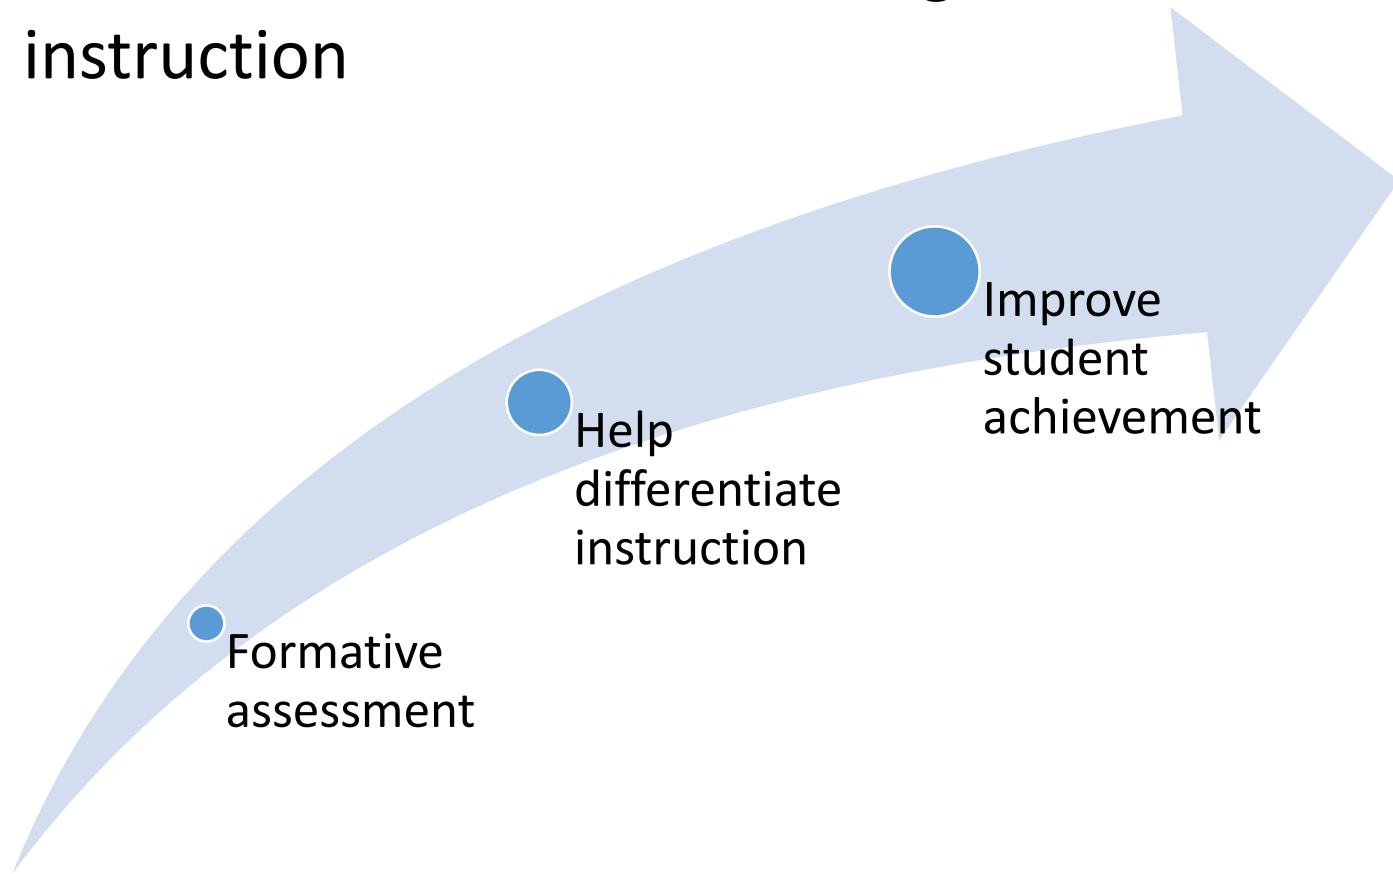 instruction
Improve
student
achievement
Help
differentiate
instruction
Formative
assessment